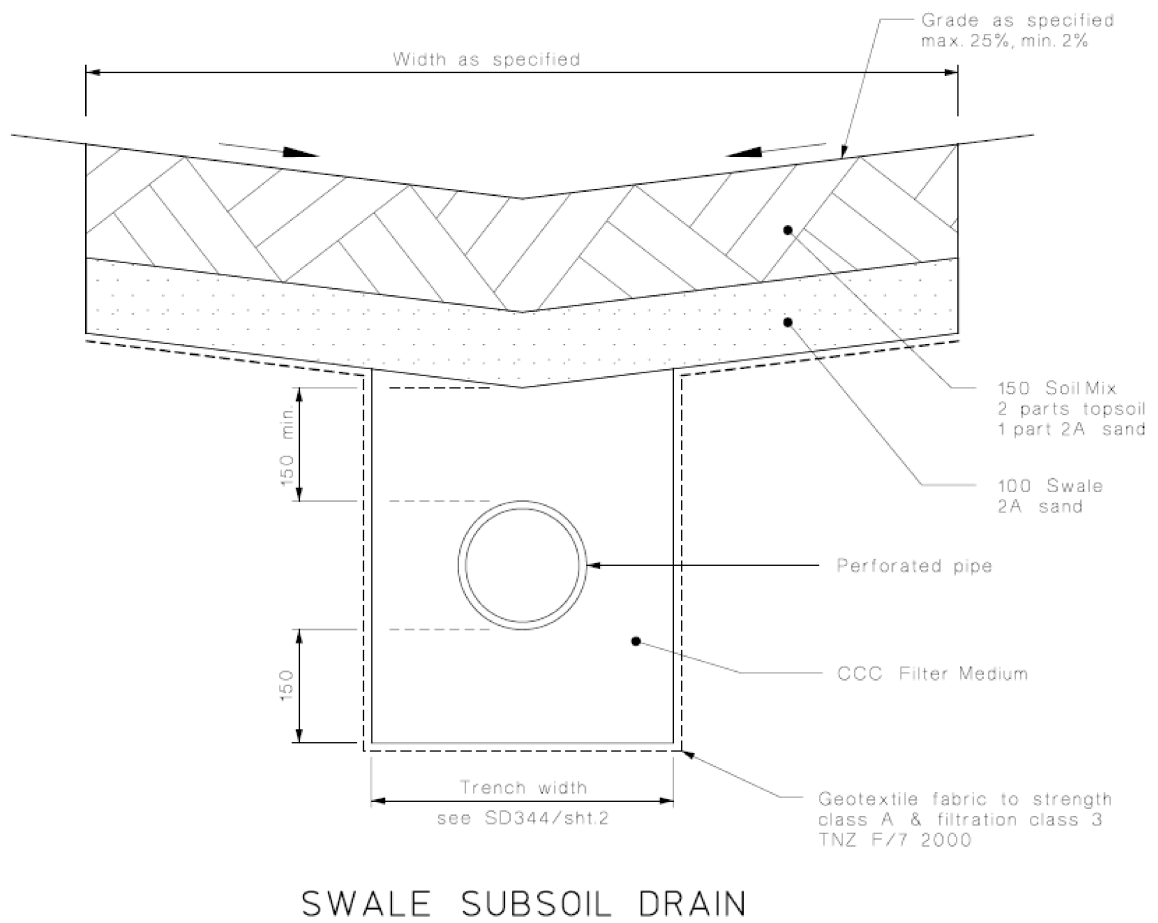 Grade as specified
max. 25%, min. 2%
Width as specified
150 Soil Mix
2 parts topsoil
1 part 2A sand
150 min.
100 Swale
2A sand
Perforated pipe
150
CCC Filter Medium
Trench width
see SD344/sht.2
Geotextile fabric to strength
class A & filtration class 3
TNZ F/7 2000
SWALE SUBSOIL DRAIN